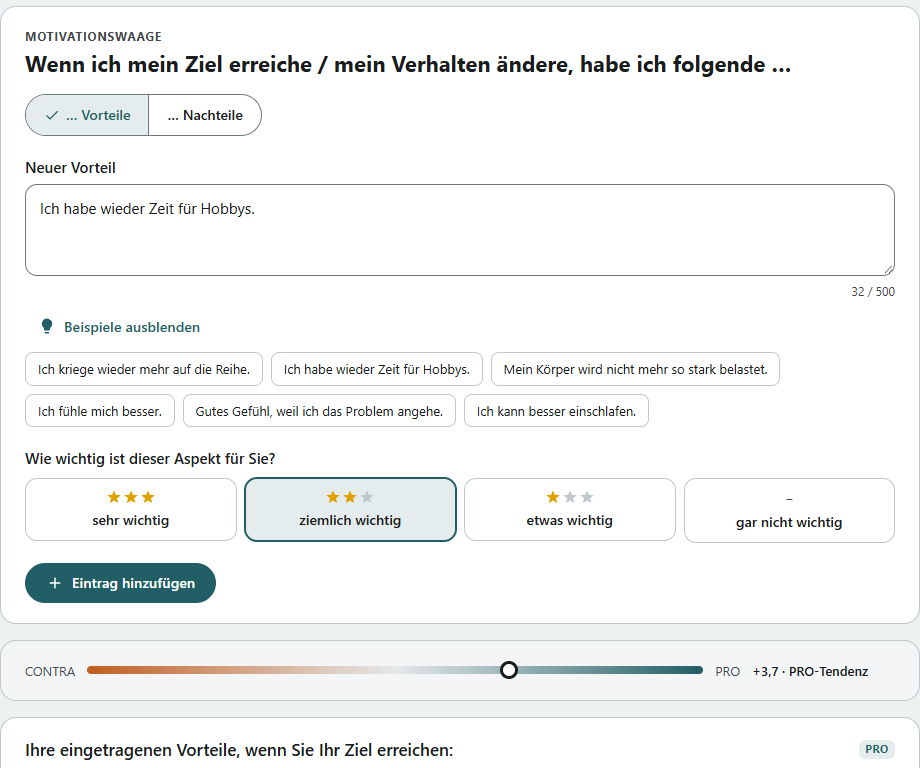 MOTIVATIONSWAAGE
Wenn ich mein Ziel erreiche / mein Verhalten ändere, habe ich folgende ...
... Vorteile
... Nachteile
Neuer Vorteil
Ich habe wieder Zeit für Hobbys.
32 / 500
Beispiele ausblenden
Ich kriege wieder mehr auf die Reihe.
Ich habe wieder Zeit für Hobbys.
Mein Körper wird nicht mehr so stark belastet.
Ich fühle mich besser.
Gutes Gefühl, weil ich das Problem angehe.
Ich kann besser einschlafen.
Wie wichtig ist dieser Aspekt für Sie?
sehr wichtig
ziemlich wichtig
etwas wichtig
–
gar nicht wichtig
+ Eintrag hinzufügen
CONTRA
PRO
+3,7 · PRO-Tendenz
Ihre eingetragenen Vorteile, wenn Sie Ihr Ziel erreichen:
PRO